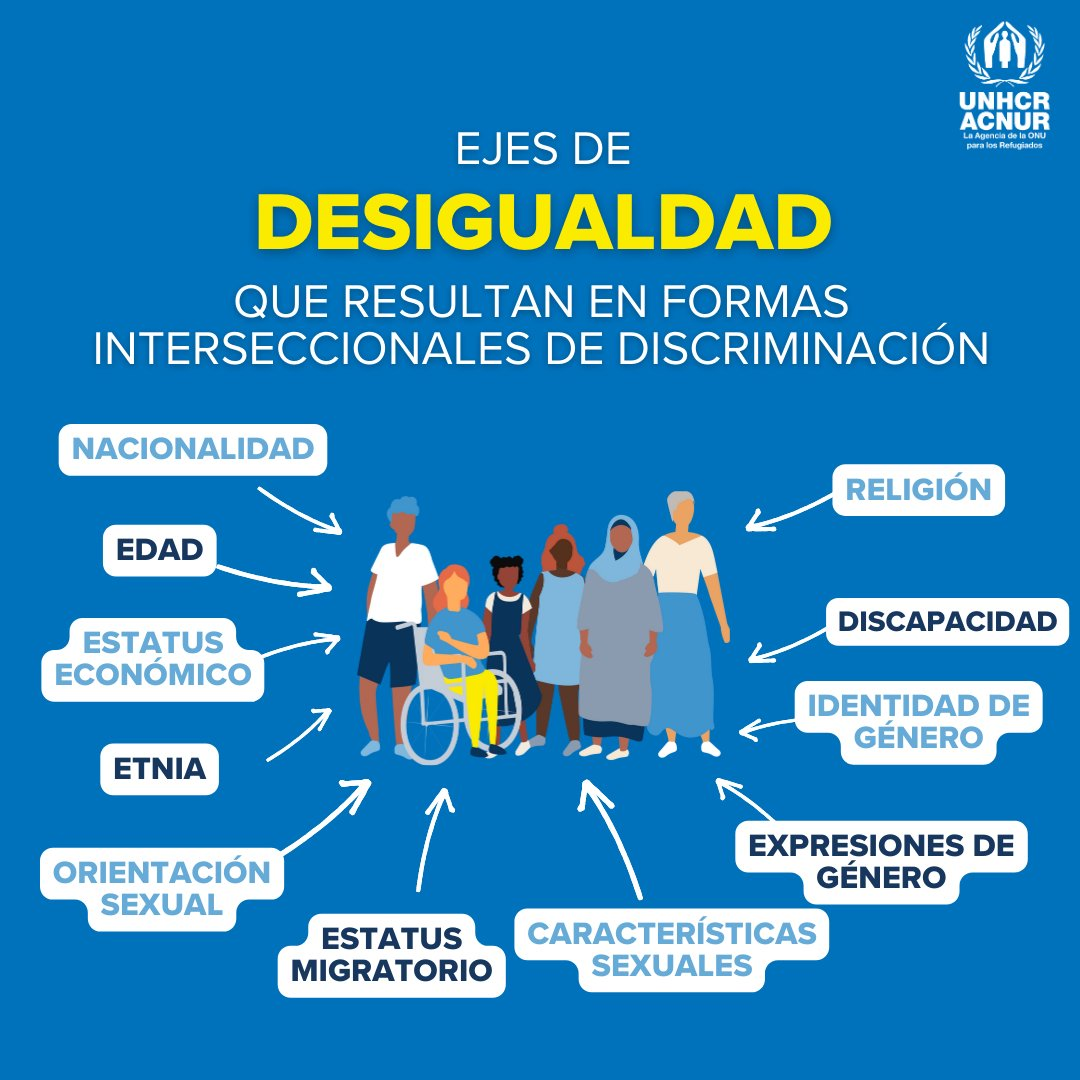 UNHCR
ACNUR
La Agencia de la ONU
para los Refugiados
EJES DE
DESIGUALDAD
QUE RESULTAN EN FORMAS
INTERSECCIONALES DE DISCRIMINACIÓN
NACIONALIDAD
EDAD
ESTATUS
ECONÓMICO
ETNIA
ORIENTACIÓN
SEXUAL
ESTATUS
MIGRATORIO
CARACTERÍSTICAS
SEXUALES
EXPRESIONES DE
GÉNERO
IDENTIDAD DE
GÉNERO
DISCAPACIDAD
RELIGIÓN